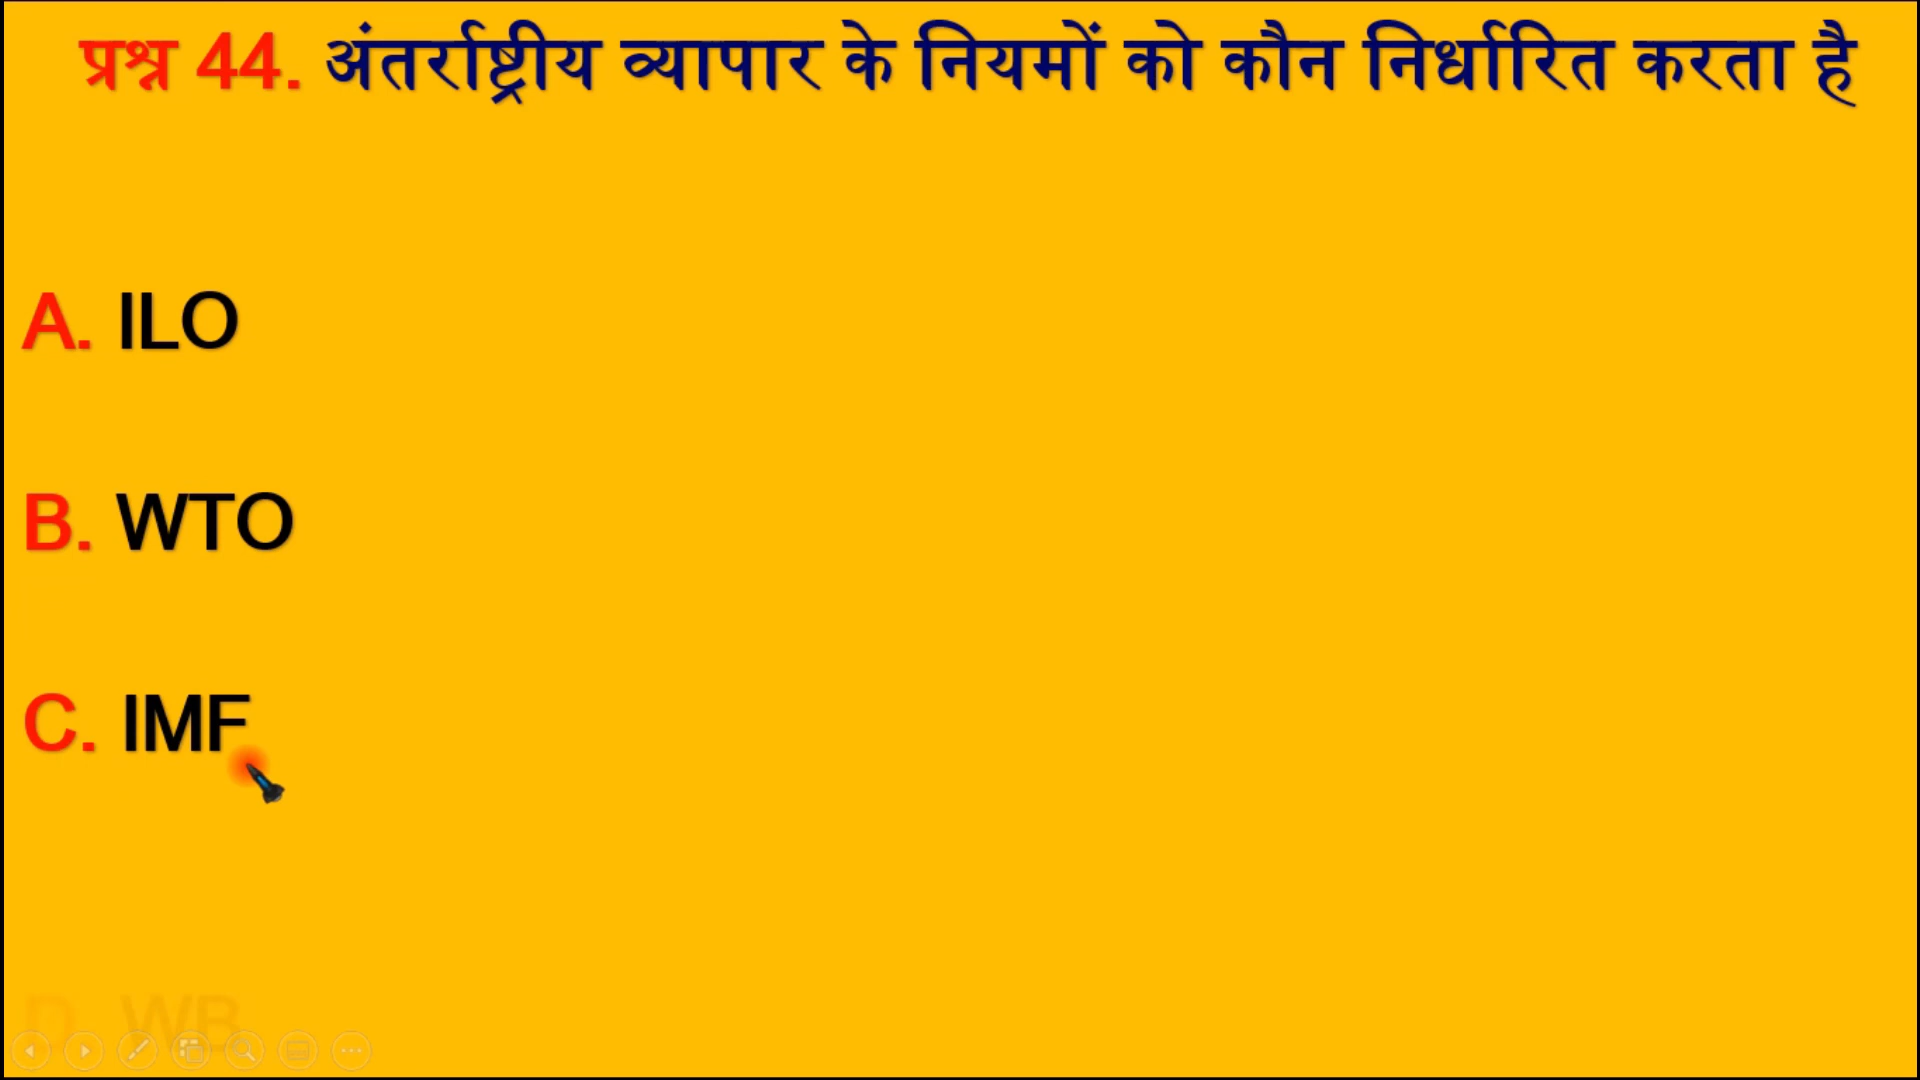 प्रश्न 44. अंतर्राष्ट्रीय व्यापार के नियमों को कौन निर्धारित करता है
A. ILO
B. WTO
C. IMF
D. WB